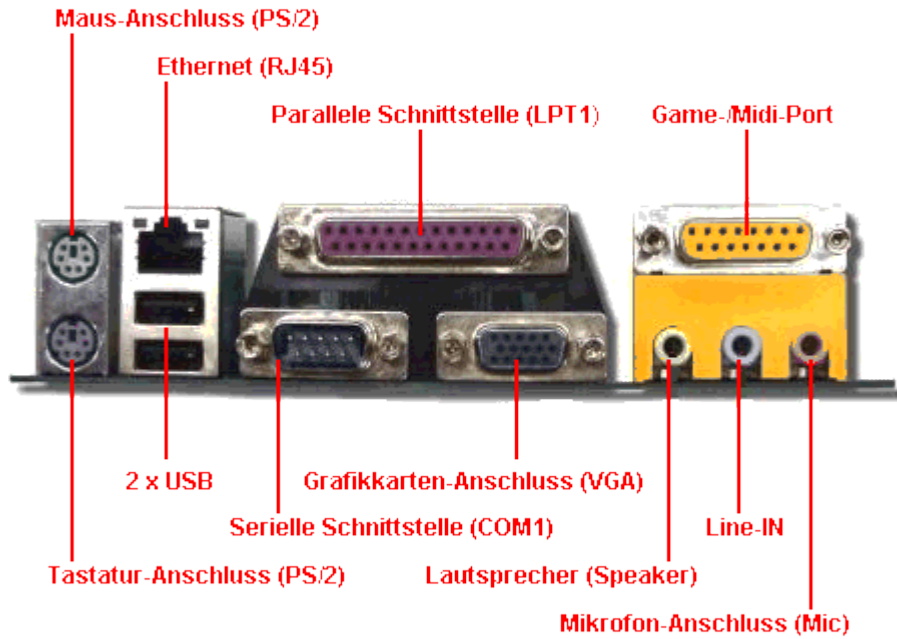 Maus-Anschluss (PS/2)
Ethernet (RJ45)
Parallele Schnittstelle (LPT1)
Game-/Midi-Port
2 x USB
Grafikkarten-Anschluss (VGA)
Serielle Schnittstelle (COM1)
Line-IN
Tastatur-Anschluss (PS/2)
Lautsprecher (Speaker)
Mikrofon-Anschluss (Mic)